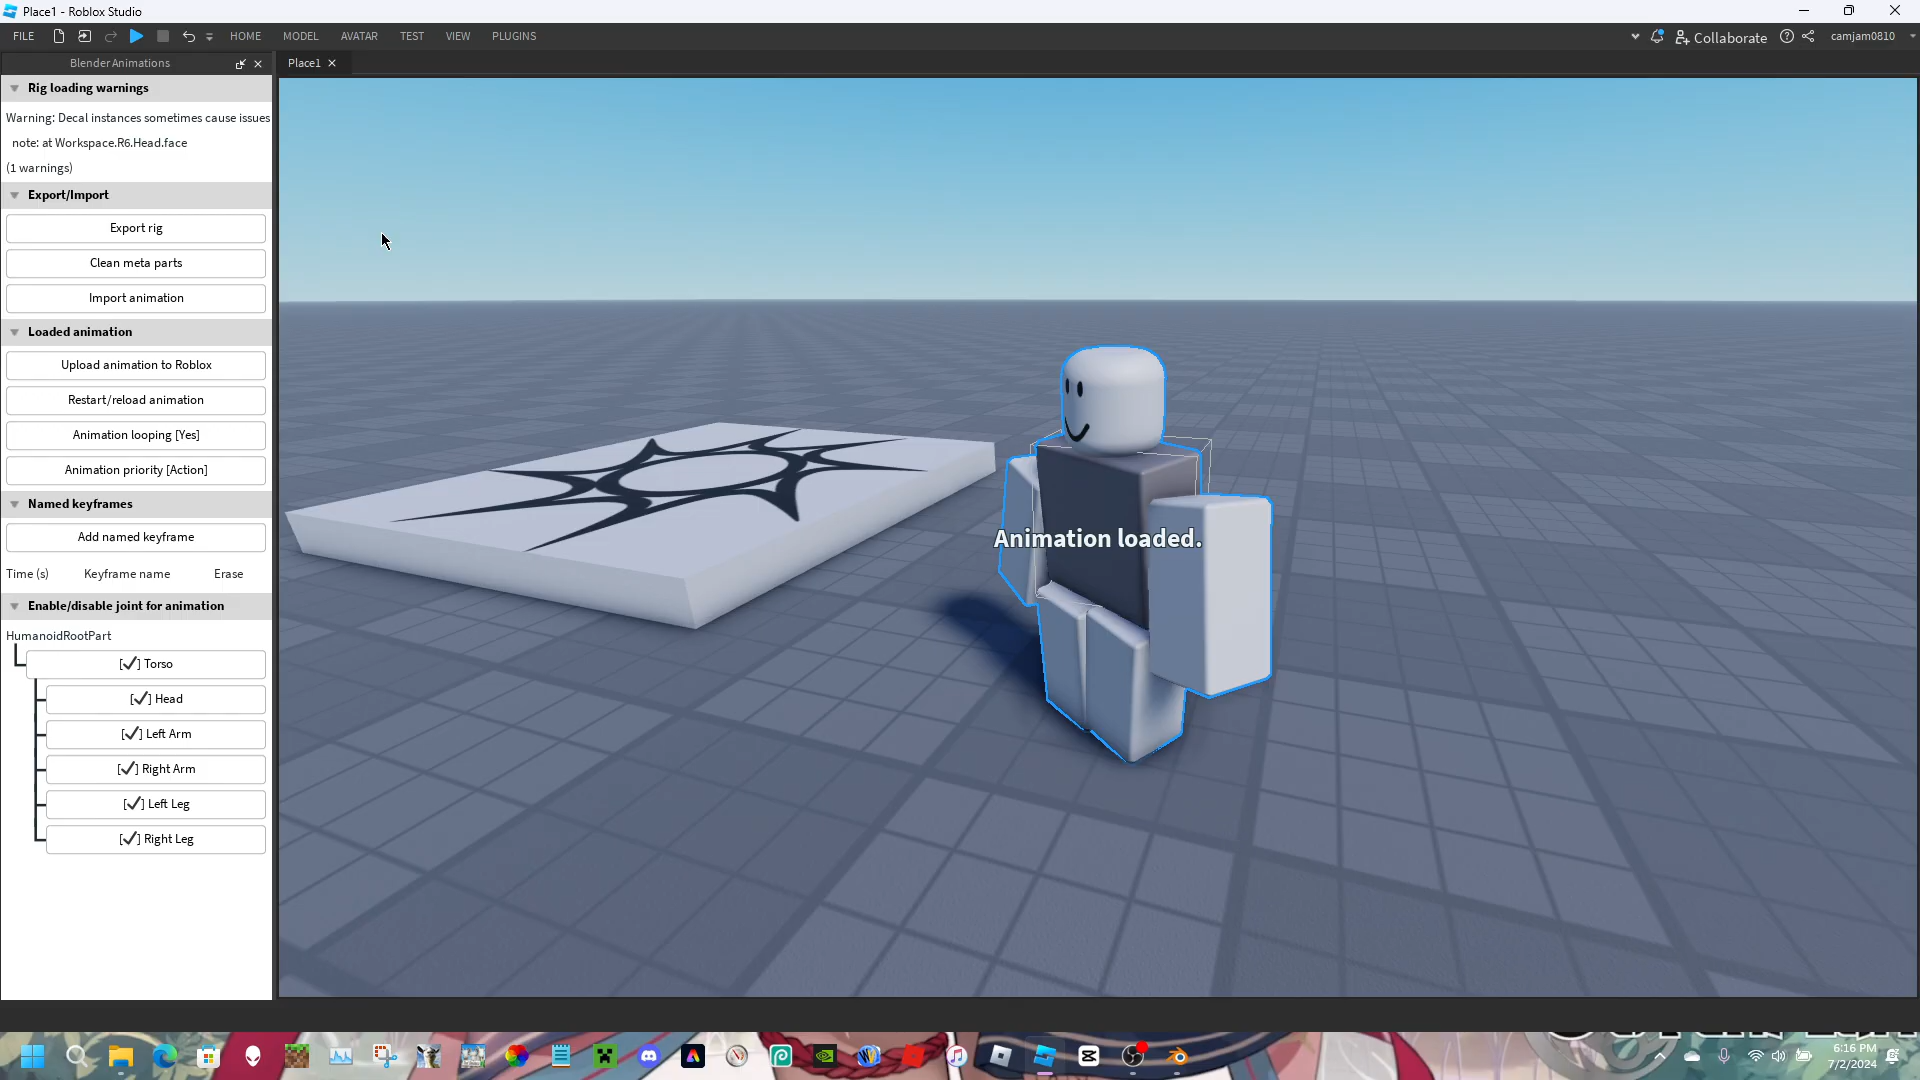 Place1 - Roblox Studio
FILE HOME MODEL AVATAR TEST VIEW PLUGINS Collaborate camjam0810
Blender Animations
Place1
Rig loading warnings
Warning: Decal instances sometimes cause issues
note: at Workspace.R6.Head.face
(1 warnings)
Export/Import
Export rig
Clean meta parts
Import animation
Loaded animation
Upload animation to Roblox
Restart/reload animation
Animation looping [Yes]
Animation priority [Action]
Named keyframes
Add named keyframe
Time (s) Keyframe name Erase
Enable/disable joint for animation
HumanoidRootPart
[✓] Torso
[✓] Head
[✓] Left Arm
[✓] Right Arm
[✓] Left Leg
[✓] Right Leg
Animation loaded.
6:16 PM
7/2/2024